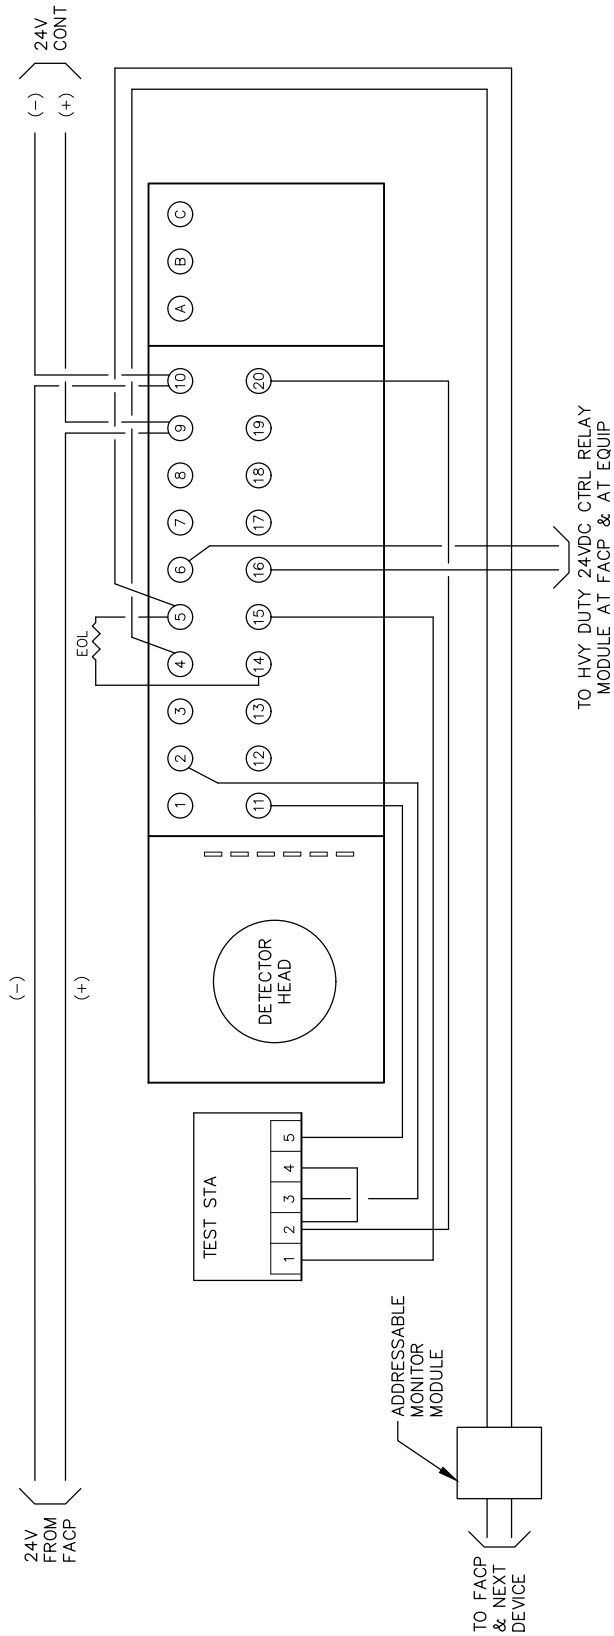 24V
FROM
FACP
(-)
(+)
(-)
(+)
24V
CONT
EOL
1
2
3
4
5
6
7
8
9
10
A
B
C
11
12
13
14
15
16
17
18
19
20
DETECTOR
HEAD
TEST STA
1
2
3
4
5
ADDRESSABLE
MONITOR
MODULE
TO FACP
& NEXT
DEVICE
TO HVY DUTY 24VDC CTRL RELAY
MODULE AT FACP & AT EQUIP